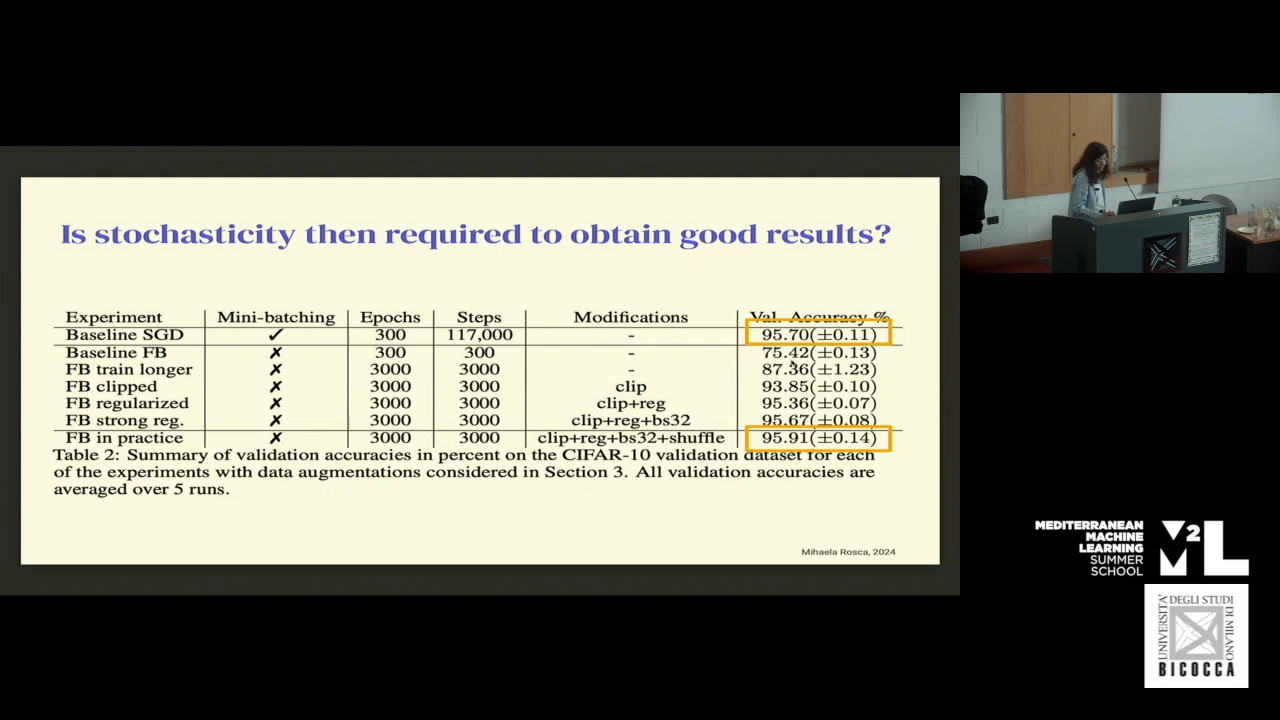 Is stochasticity then required to obtain good results?
Experiment Mini-batching Epochs Steps Modifications Val. Accuracy %
Baseline SGD ✓ 300 117,000 - 95.70(±0.11)
Baseline FB ✗ 300 300 - 75.42(±0.13)
FB train longer ✗ 3000 3000 - 87.36(±1.23)
FB clipped ✗ 3000 3000 clip 93.85(±0.10)
FB regularized ✗ 3000 3000 clip+reg 95.36(±0.07)
FB strong reg. ✗ 3000 3000 clip+reg+bs32 95.67(±0.08)
FB in practice ✗ 3000 3000 clip+reg+bs32+shuffle 95.91(±0.14)
Table 2: Summary of validation accuracies in percent on the CIFAR-10 validation dataset for each
of the experiments with data augmentations considered in Section 3. All validation accuracies are
averaged over 5 runs.
Mihaela Rosca, 2024
MEDITERRANEAN
MACHINE
LEARNING
SUMMER
SCHOOL
M2L
UNIVERSITA'
DEGLI STUDI
DI MILANO
BICOCCA